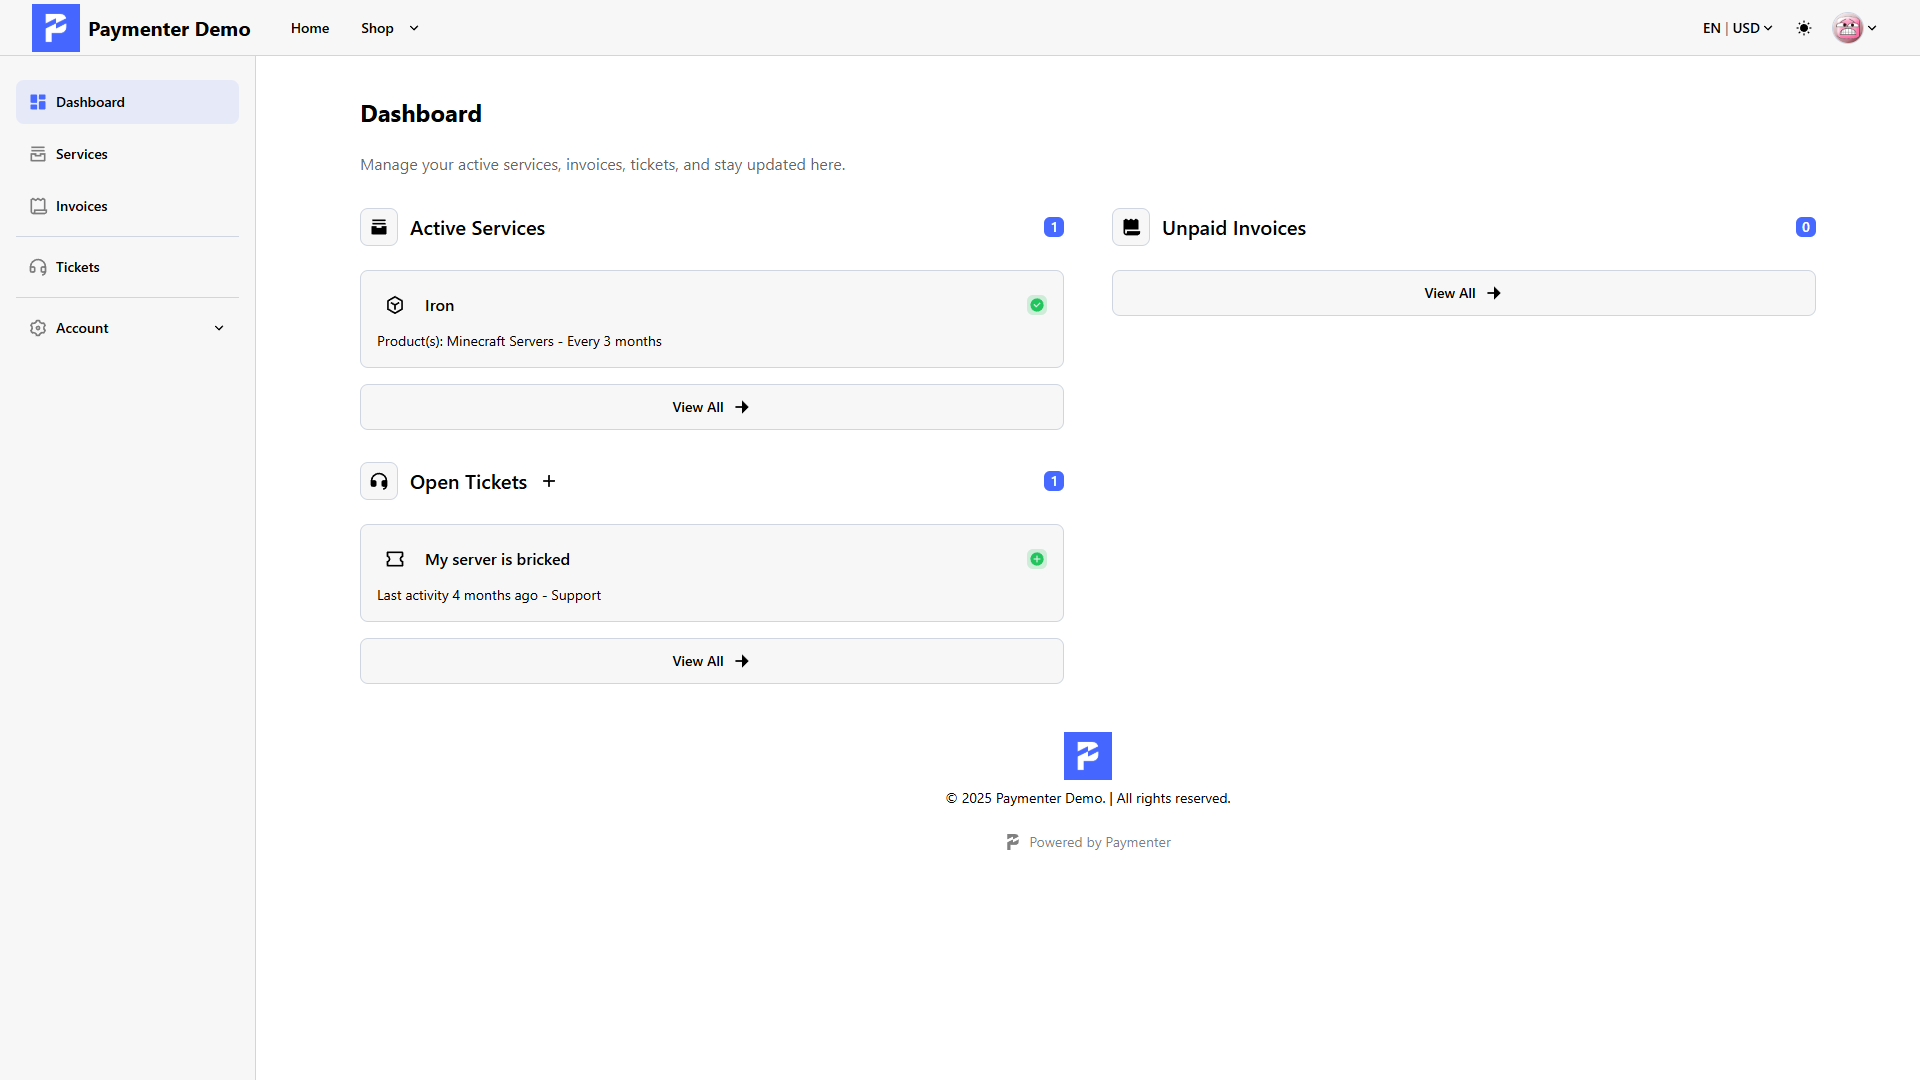 Paymenter Demo
Home
Shop
EN | USD
Dashboard
Services
Invoices
Tickets
Account
Dashboard
Manage your active services, invoices, tickets, and stay updated here.
Active Services
1
Iron
Product(s): Minecraft Servers - Every 3 months
View All
Unpaid Invoices
0
View All
Open Tickets
1
My server is bricked
Last activity 4 months ago - Support
View All
© 2025 Paymenter Demo. | All rights reserved.
Powered by Paymenter